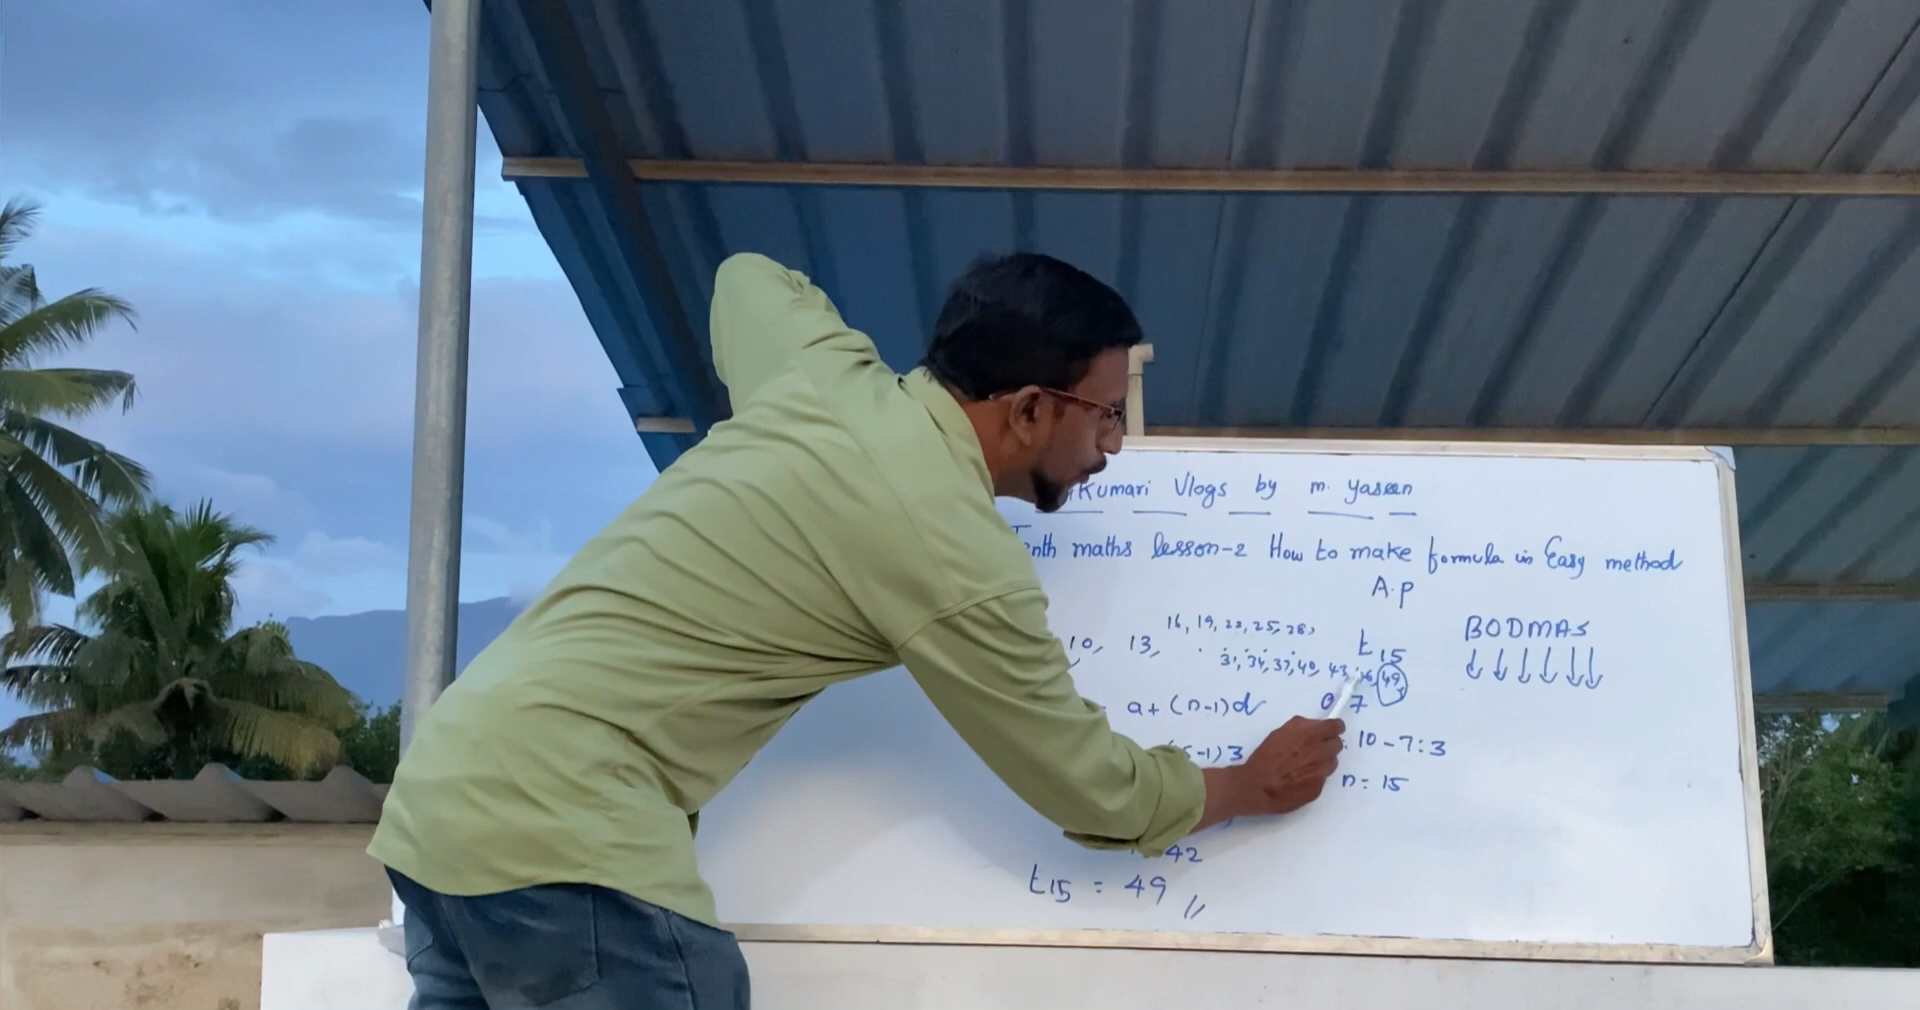 Kumari Vlogs by m. yaseen
Tenth maths lesson-2 How to make formula in Easy method
A.P
16, 19, 22, 25, 28,
10, 13,
t15
BODMAS
31, 34, 37, 40, 43, 46, 49
a+(n-1)d
7
-1)3
10-7:3
n: 15
42
t15 = 49 //